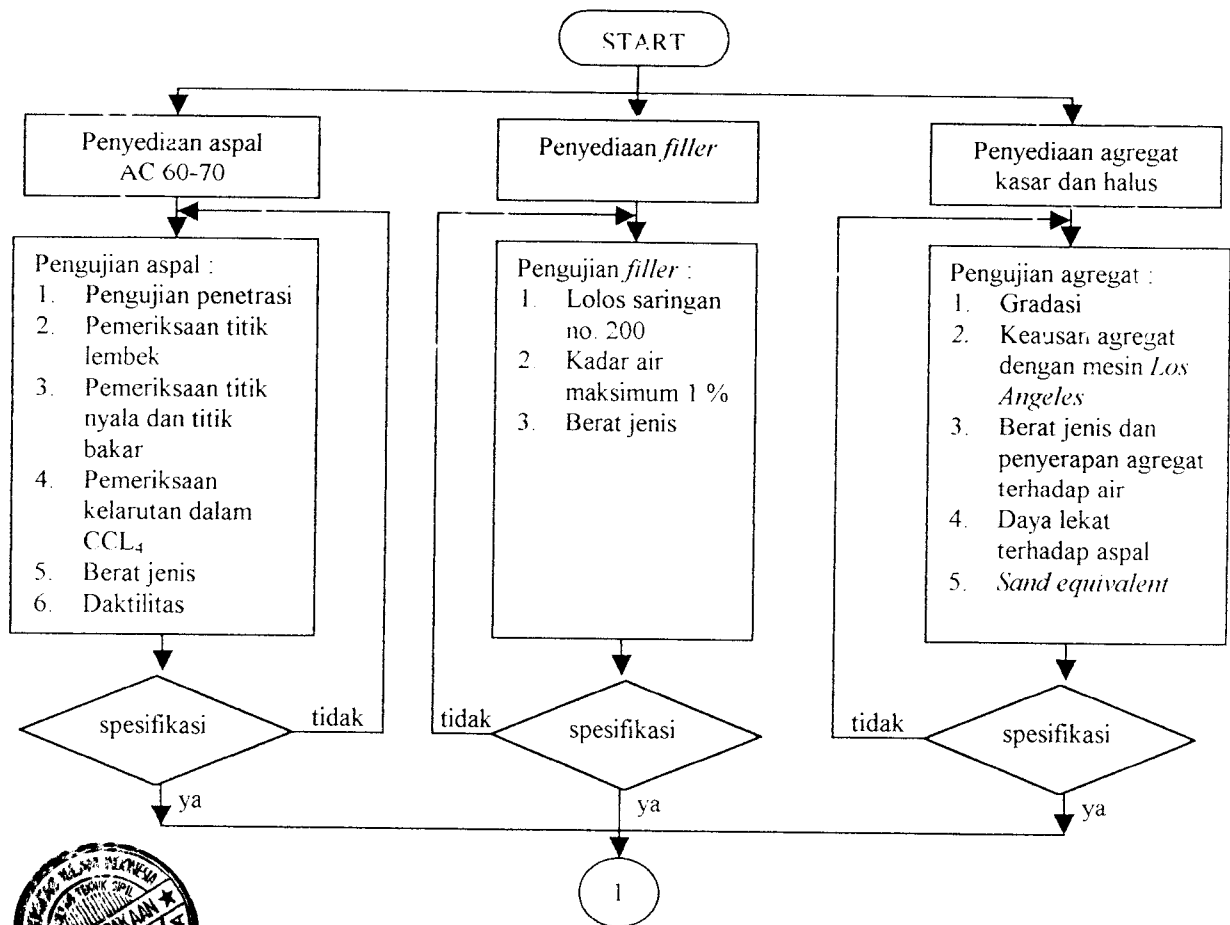 START
Penyediaan aspal
AC 60-70
Penyediaan filler
Penyediaan agregat
kasar dan halus
Pengujian aspal :
1. Pengujian penetrasi
2. Pemeriksaan titik
lembek
3. Pemeriksaan titik
nyala dan titik
bakar
4. Pemeriksaan
kelarutan dalam
CCL₄
5. Berat jenis
6. Daktilitas
Pengujian filler :
1. Lolos saringan
no. 200
2. Kadar air
maksimum 1 %
3. Berat jenis
Pengujian agregat :
1. Gradasi
2. Keausan agregat
dengan mesin Los
Angeles
3. Berat jenis dan
penyerapan agregat
terhadap air
4. Daya lekat
terhadap aspal
5. Sand equivalent
spesifikasi
tidak
ya
tidak
spesifikasi
ya
tidak
spesifikasi
ya
1
INDONESIA
TEKNIK SIPIL